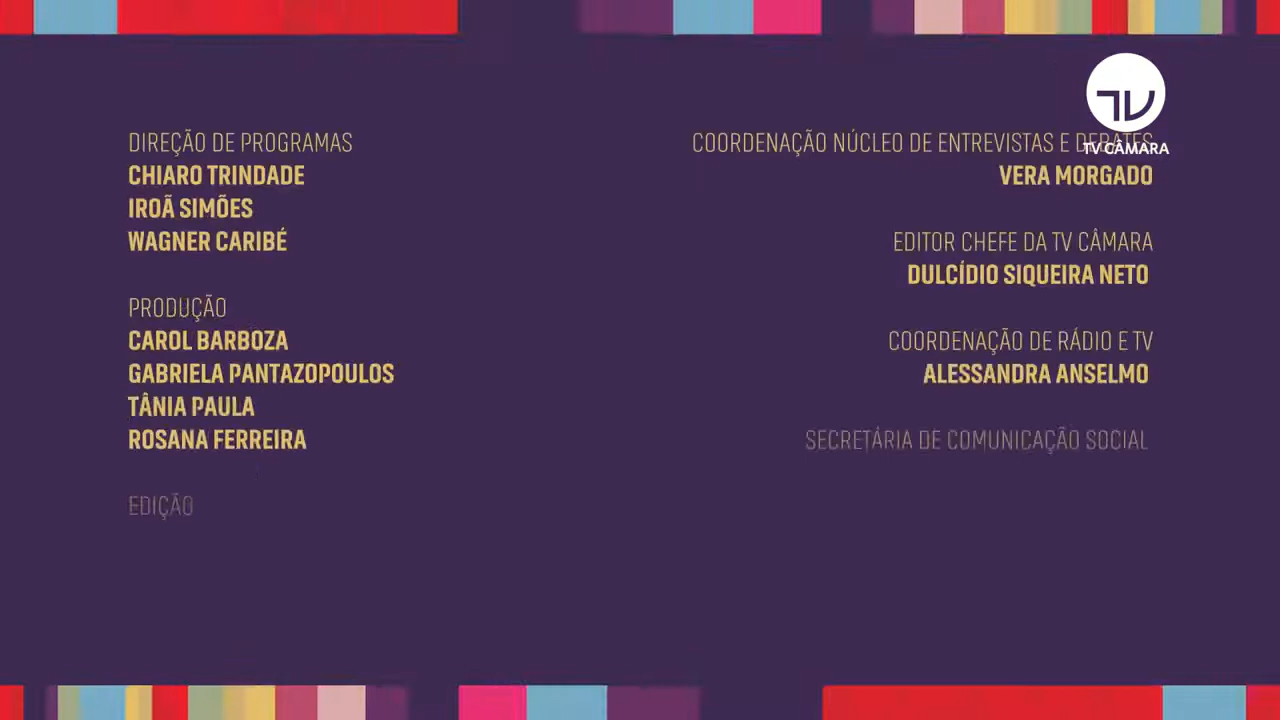 DIREÇÃO DE PROGRAMAS
CHIARO TRINDADE
IROÃ SIMÕES
WAGNER CARIBÉ
PRODUÇÃO
CAROL BARBOZA
GABRIELA PANTAZOPOULOS
TÂNIA PAULA
ROSANA FERREIRA
EDIÇÃO
COORDENAÇÃO NÚCLEO DE ENTREVISTAS E DEBATES
VERA MORGADO
EDITOR CHEFE DA TV CÂMARA
DULCÍDIO SIQUEIRA NETO
COORDENAÇÃO DE RÁDIO E TV
ALESSANDRA ANSELMO
SECRETÁRIA DE COMUNICAÇÃO SOCIAL
TV
TV CÂMARA